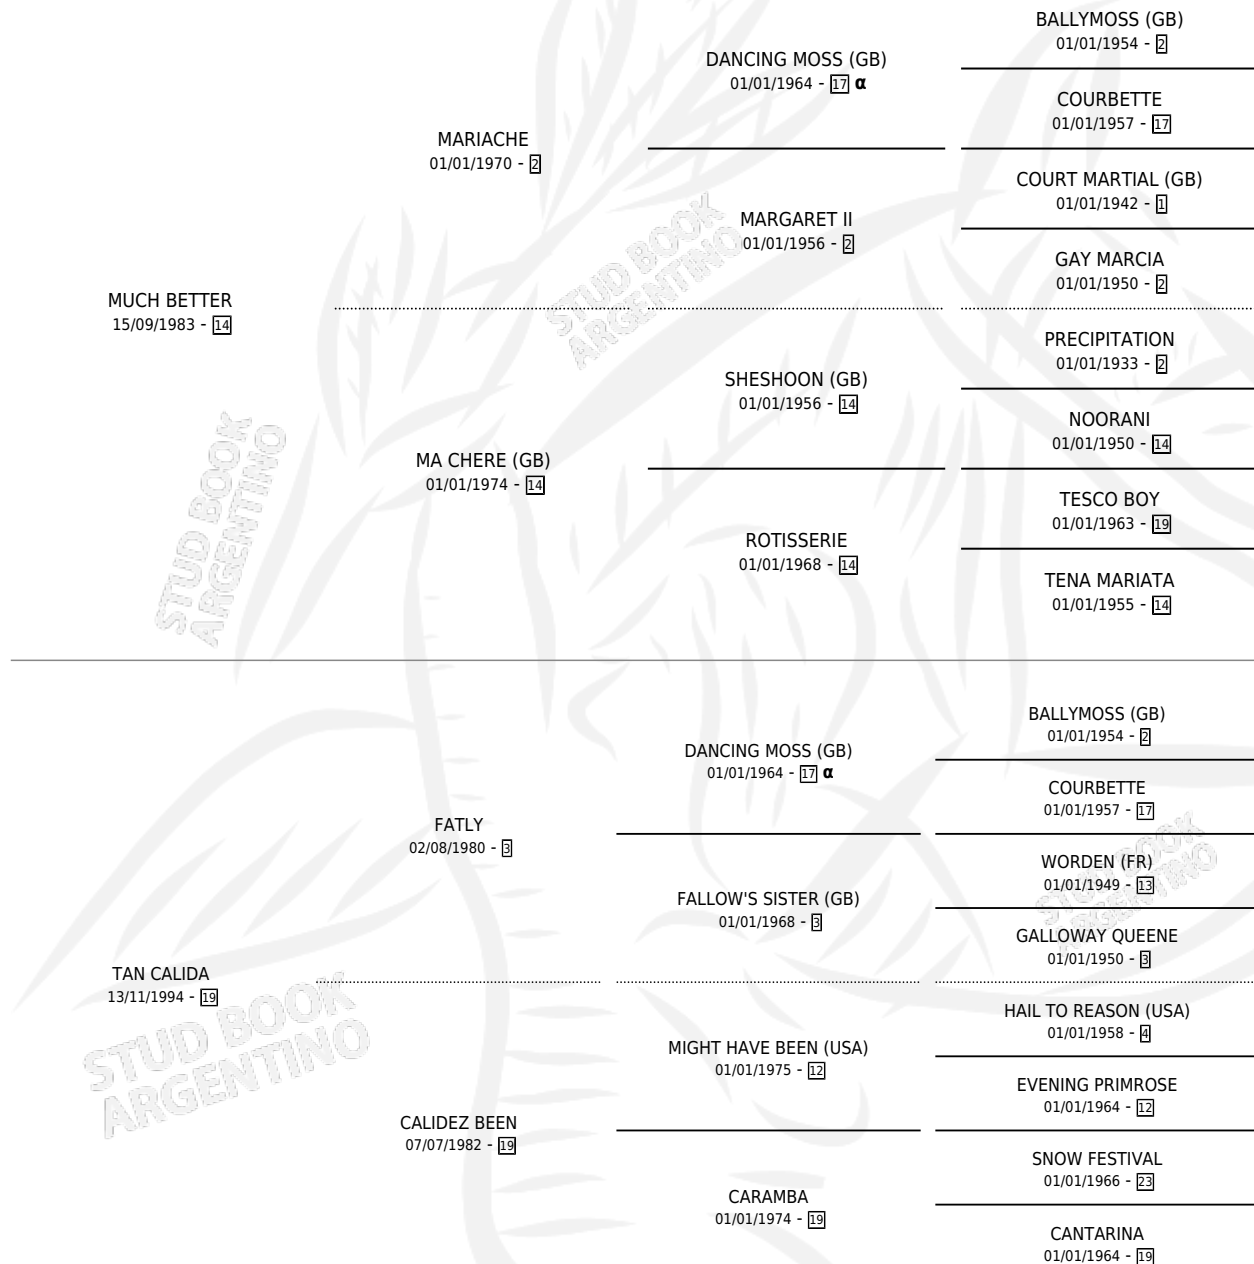 MUCH BETTER
15/09/1983 - 14
MARIACHE
01/01/1970 - 2
DANCING MOSS (GB)
01/01/1964 - 17 α
BALLYMOSS (GB)
01/01/1954 - 2
COURBETTE
01/01/1957 - 17
MARGARET II
01/01/1956 - 2
COURT MARTIAL (GB)
01/01/1942 - 1
GAY MARCIA
01/01/1950 - 2
MA CHERE (GB)
01/01/1974 - 14
SHESHOON (GB)
01/01/1956 - 14
PRECIPITATION
01/01/1933 - 2
NOORANI
01/01/1950 - 14
ROTISSERIE
01/01/1968 - 14
TESCO BOY
01/01/1963 - 19
TENA MARIATA
01/01/1955 - 14
TAN CALIDA
13/11/1994 - 19
FATLY
02/08/1980 - 3
DANCING MOSS (GB)
01/01/1964 - 17 α
BALLYMOSS (GB)
01/01/1954 - 2
COURBETTE
01/01/1957 - 17
FALLOW'S SISTER (GB)
01/01/1968 - 3
WORDEN (FR)
01/01/1949 - 13
GALLOWAY QUEENE
01/01/1950 - 3
CALIDEZ BEEN
07/07/1982 - 19
MIGHT HAVE BEEN (USA)
01/01/1975 - 12
HAIL TO REASON (USA)
01/01/1958 - 4
EVENING PRIMROSE
01/01/1964 - 12
CARAMBA
01/01/1974 - 19
SNOW FESTIVAL
01/01/1966 - 23
CANTARINA
01/01/1964 - 19
STUD BOOK
ARGENTINO
STUD BOOK
ARGENTINO
STUD BOOK
ARGENTINO
STUD BOOK
ARGENTINO